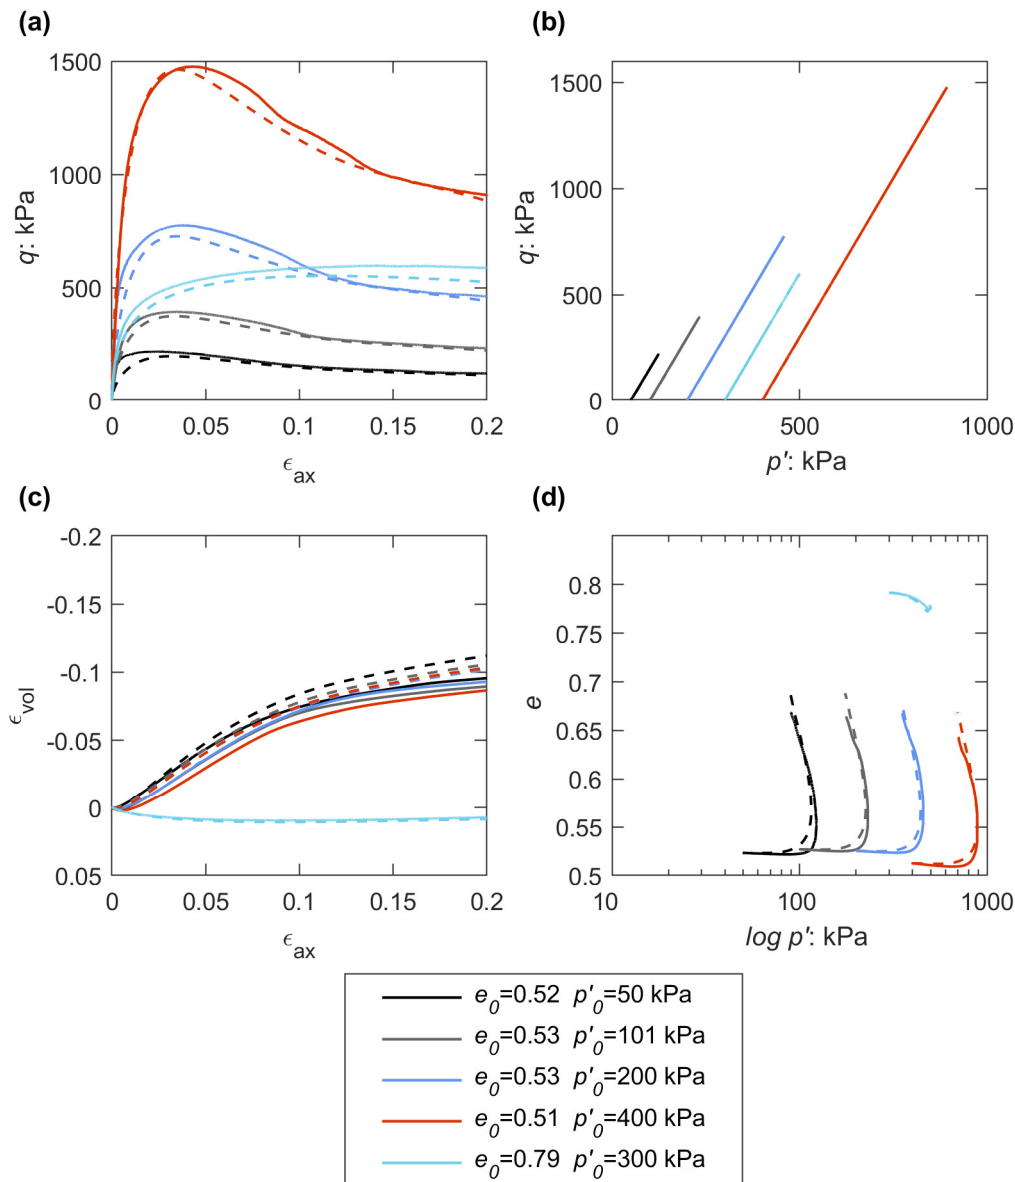 (a)
1500
1000
500
0
q: kPa
0
0.05
0.1
0.15
0.2
ϵax
(b)
1500
1000
500
0
q: kPa
0
500
1000
p': kPa
(c)
-0.2
-0.15
-0.1
-0.05
0
0.05
ϵvol
0
0.05
0.1
0.15
0.2
ϵax
(d)
0.8
0.75
0.7
0.65
0.6
0.55
0.5
e
10
100
1000
log p': kPa
e0=0.52 p'0=50 kPa
e0=0.53 p'0=101 kPa
e0=0.53 p'0=200 kPa
e0=0.51 p'0=400 kPa
e0=0.79 p'0=300 kPa